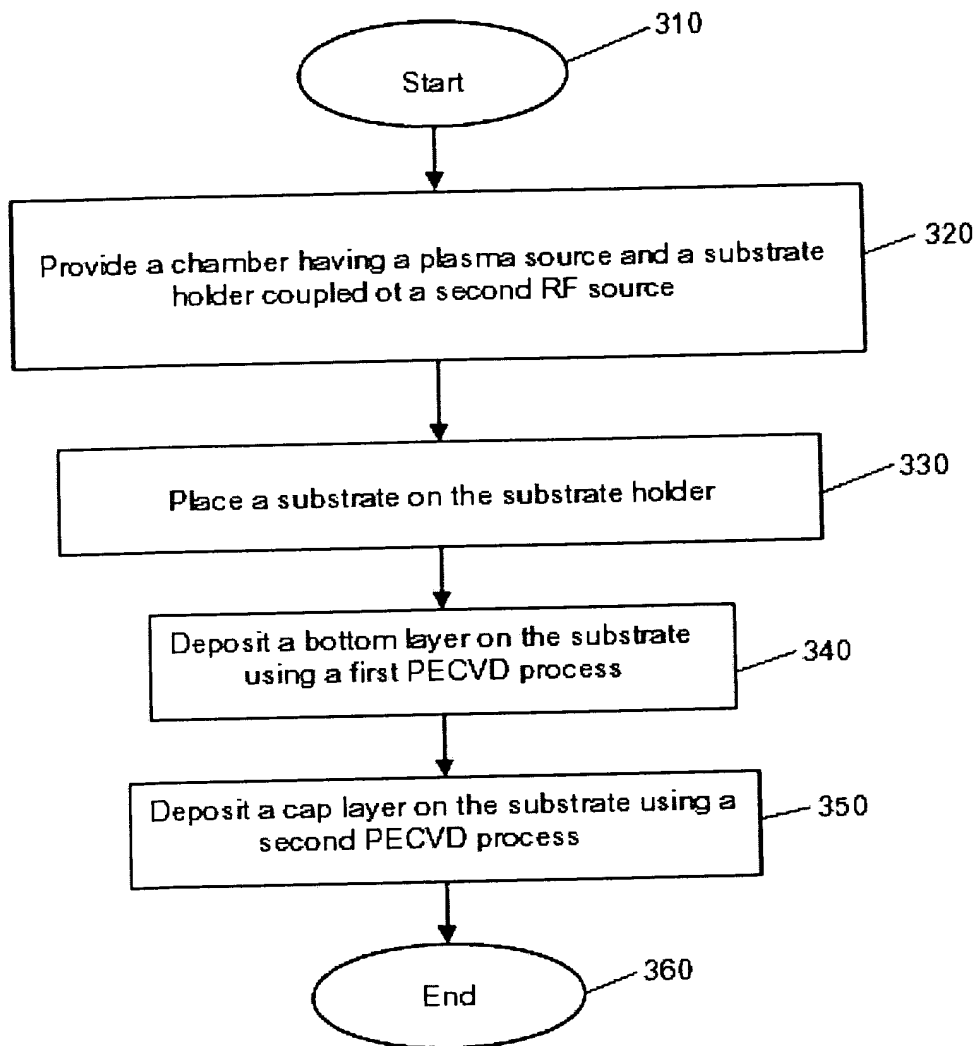 310
Start
320
Provide a chamber having a plasma source and a substrate
holder coupled ot a second RF source
330
Place a substrate on the substrate holder
Deposit a bottom layer on the substrate
using a first PECVD process
340
Deposit a cap layer on the substrate using a
second PECVD process
350
End
360